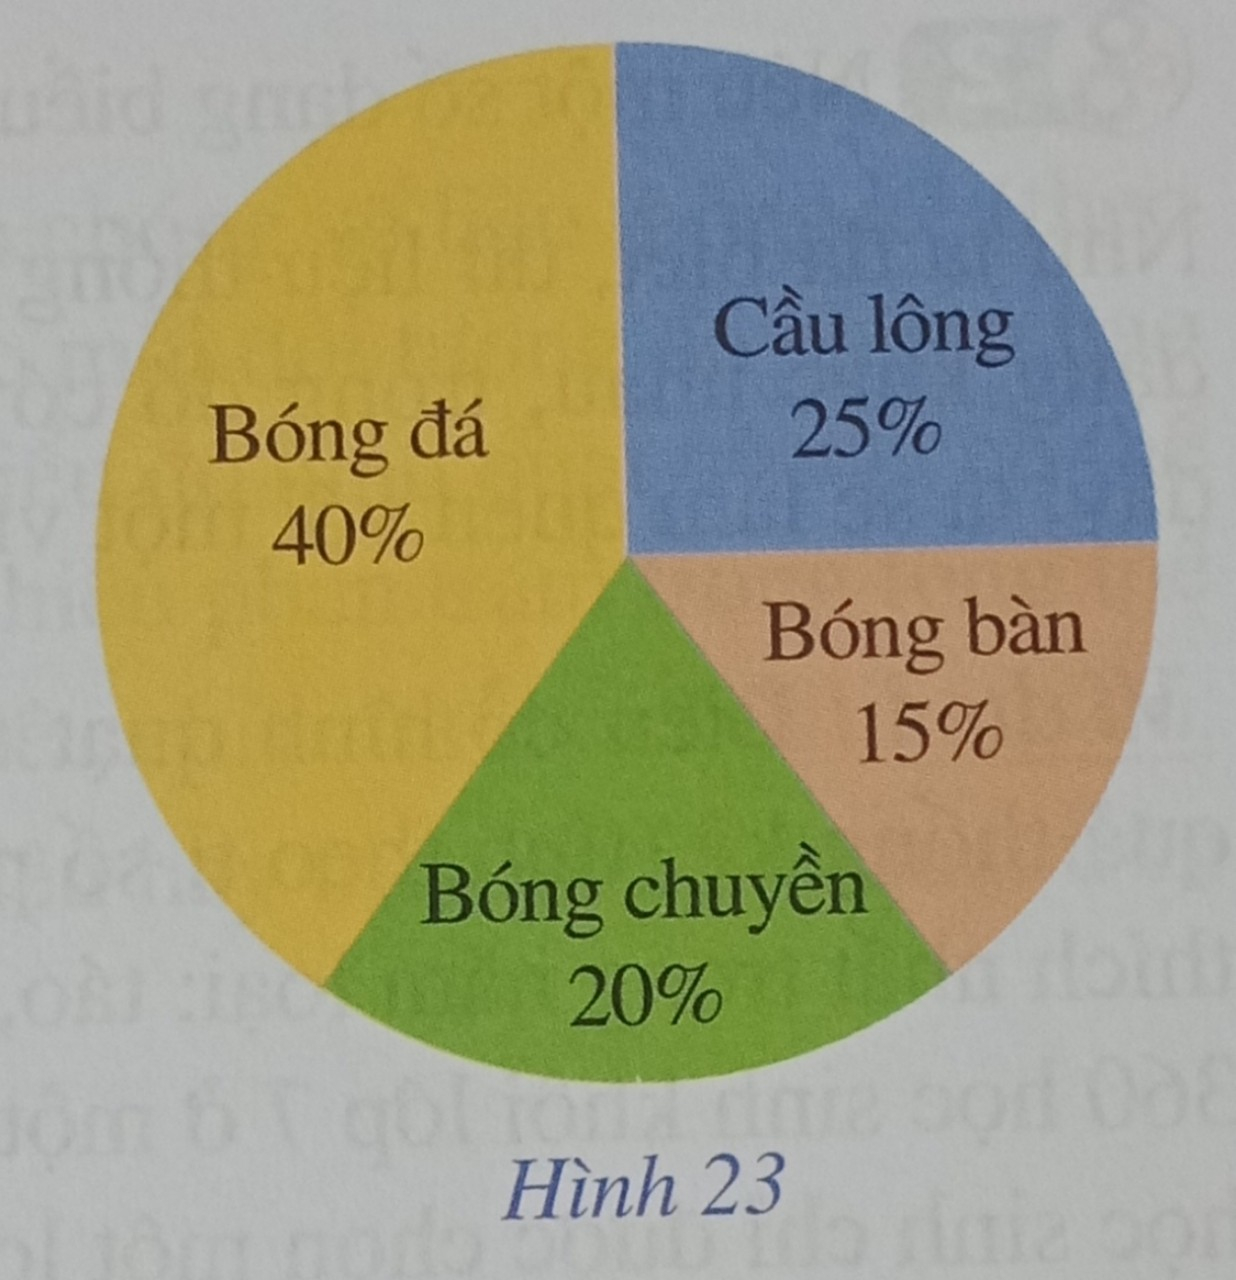 Cầu lông
25%
Bóng đá
40%
Bóng bàn
15%
Bóng chuyền
20%
Hình 23